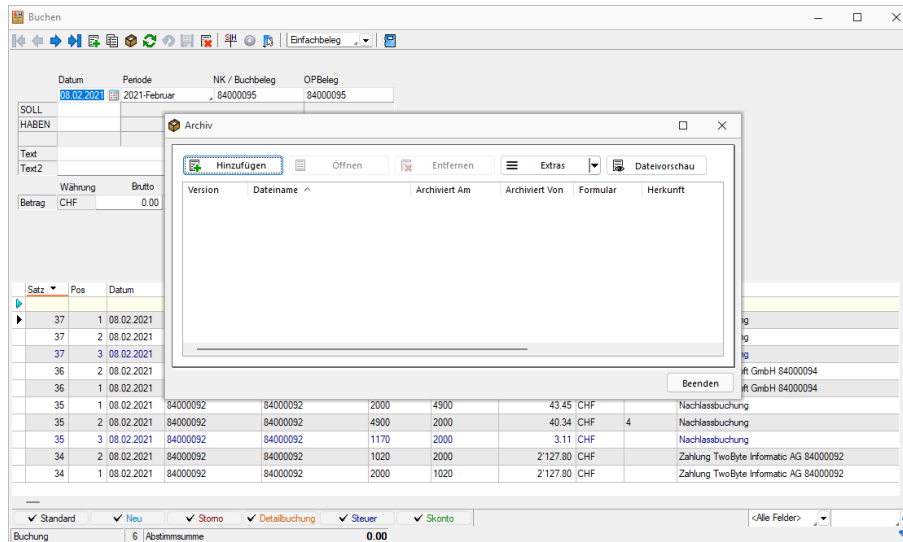 Buchen
Einfachbeleg
Datum Periode NK / Buchbeleg OPBeleg
08.02.2021 2021-Februar 84000095 84000095
SOLL
HABEN
Text
Text2
Währung Brutto
Betrag CHF 0.00
Archiv
Hinzufügen Öffnen Entfernen Extras Dateivorschau
Version Dateiname Archiviert Am Archiviert Von Formular Herkunft
Beenden
Satz Pos Datum
37 1 08.02.2021 ng
37 2 08.02.2021 ng
37 3 08.02.2021 ng
36 2 08.02.2021 ft GmbH 84000094
36 1 08.02.2021 ft GmbH 84000094
35 1 08.02.2021 84000092 84000092 2000 4900 43.45 CHF Nachlassbuchung
35 2 08.02.2021 84000092 84000092 4900 2000 40.34 CHF 4 Nachlassbuchung
35 3 08.02.2021 84000092 84000092 1170 2000 3.11 CHF Nachlassbuchung
34 2 08.02.2021 84000092 84000092 1020 2000 2'127.80 CHF Zahlung TwoByte Informatic AG 84000092
34 1 08.02.2021 84000092 84000092 2000 1020 2'127.80 CHF Zahlung TwoByte Informatic AG 84000092
Standard Neu Storno Detailbuchung Steuer Skonto <Alle Felder>
Buchung 6 Abstimmsumme 0.00